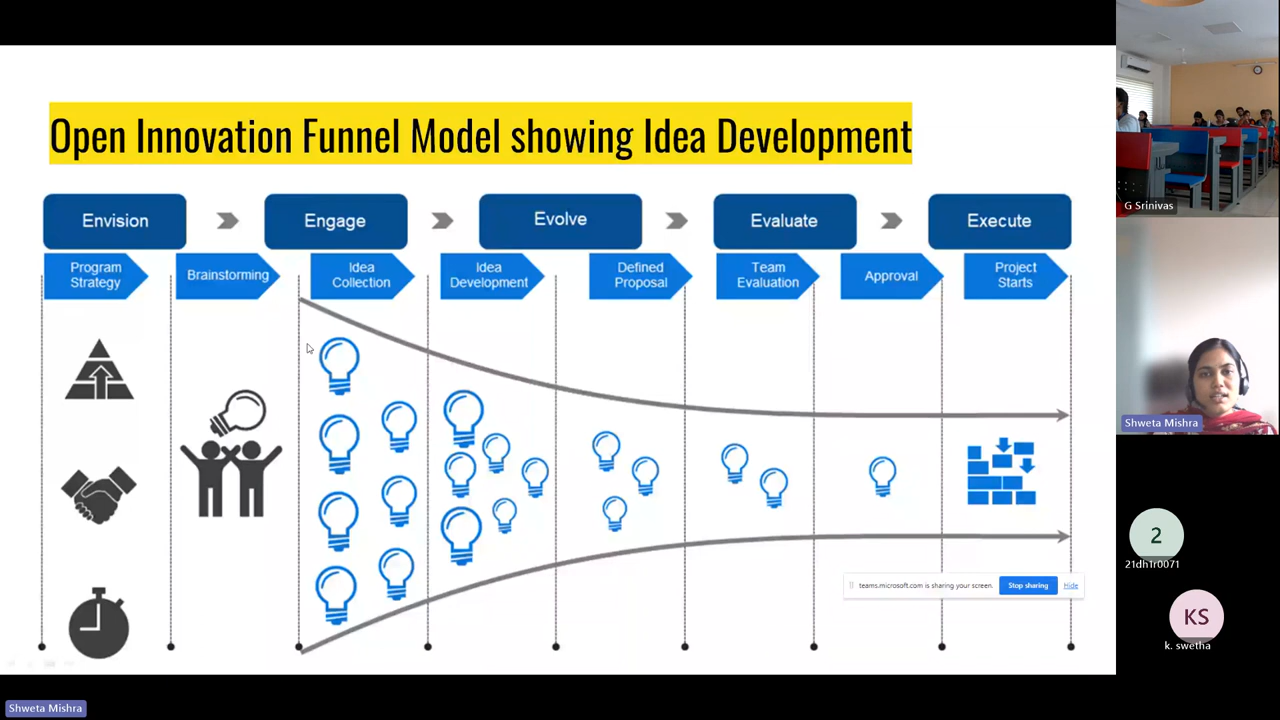 Open Innovation Funnel Model showing Idea Development
Envision
Engage
Evolve
Evaluate
Execute
Program
Strategy
Brainstorming
Idea
Collection
Idea
Development
Defined
Proposal
Team
Evaluation
Approval
Project
Starts
teams.microsoft.com is sharing your screen.
Stop sharing
Hide
G Srinivas
Shweta Mishra
2
21dh1r0071
KS
k. swetha
Shweta Mishra